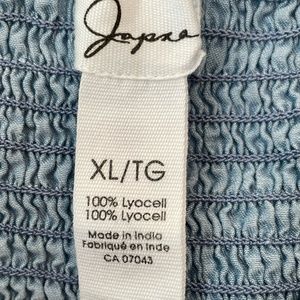 Japna
XL/TG
100% Lyocell
100% Lyocell
Made in India
Fabriqué en Inde
CA 07043